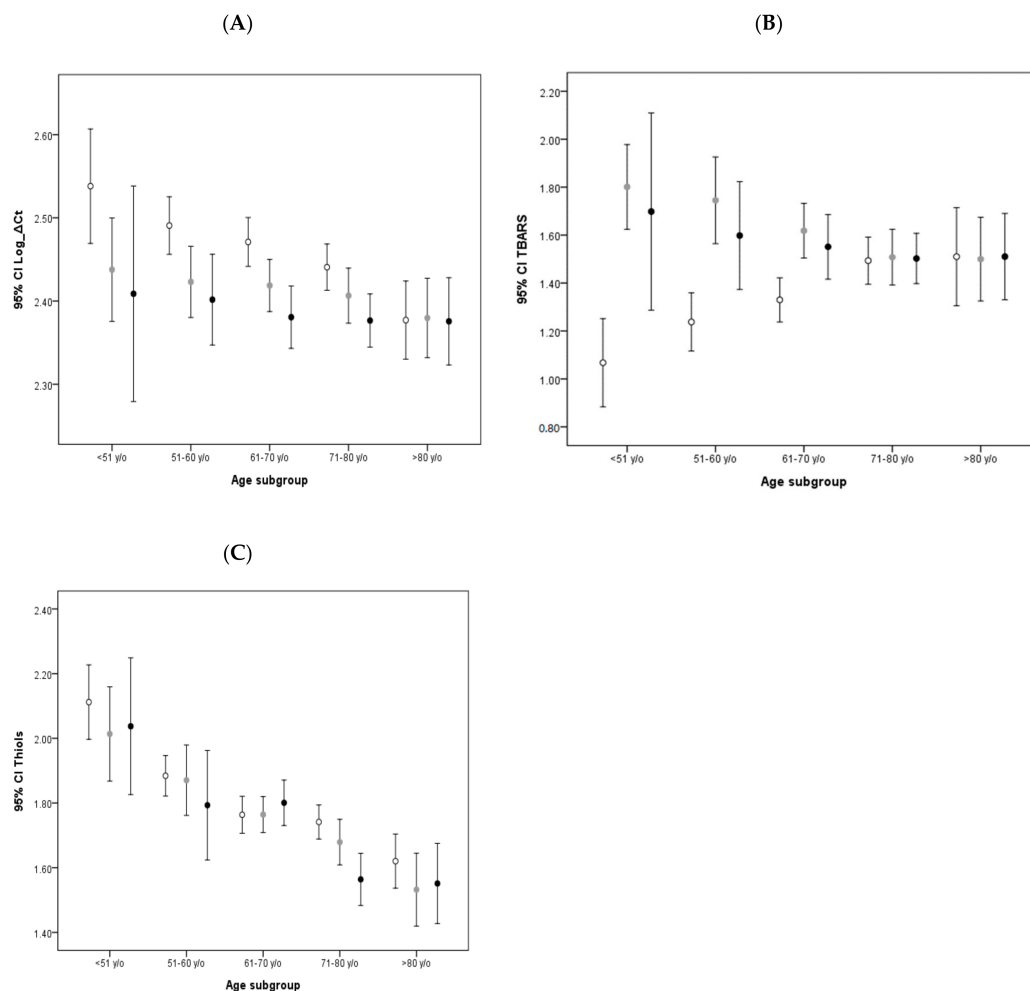 (A)
95% CI Log_ΔCt
2.60
2.50
2.40
2.30
<51 y/o 51-60 y/o 61-70 y/o 71-80 y/o >80 y/o
Age subgroup
(B)
95% CI TBARS
2.20
2.00
1.80
1.60
1.40
1.20
1.00
0.80
<51 y/o 51-60 y/o 61-70 y/o 71-80 y/o >80 y/o
Age subgroup
(C)
95% CI Thiols
2.40
2.20
2.00
1.80
1.60
1.40
<51 y/o 51-60 y/o 61-70 y/o 71-80 y/o >80 y/o
Age subgroup